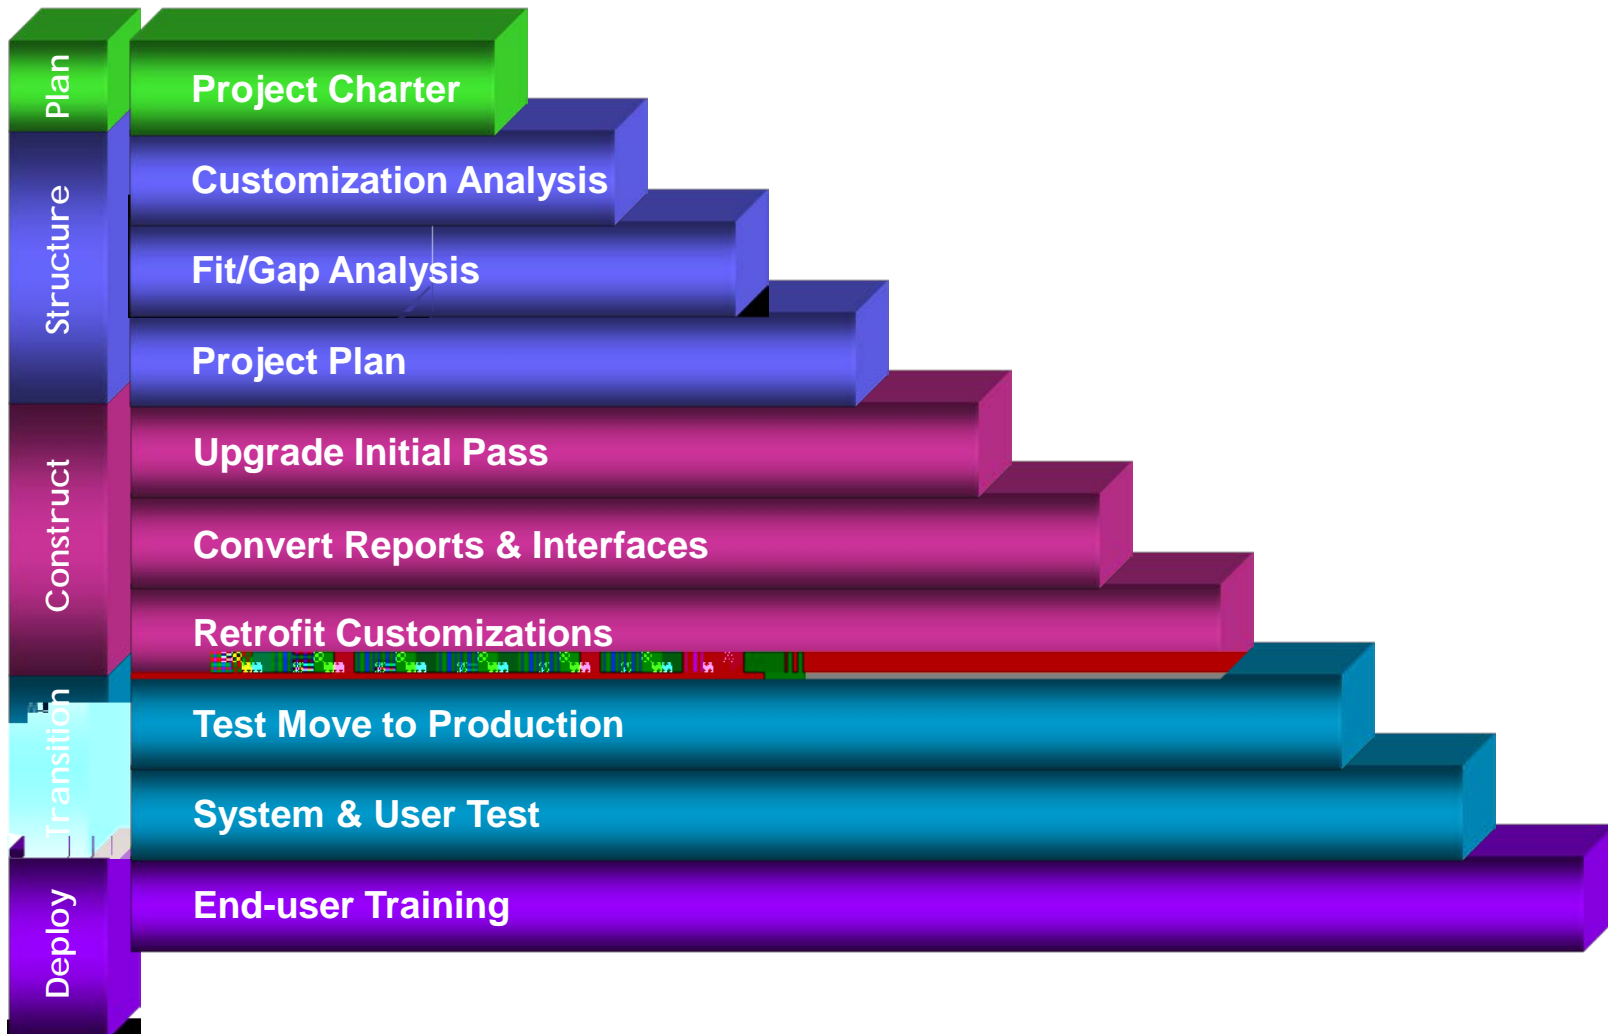 Plan
Project Charter
Structure
Customization Analysis
Fit/Gap Analysis
Project Plan
Construct
Upgrade Initial Pass
Convert Reports & Interfaces
Retrofit Customizations
Transition
Test Move to Production
System & User Test
Deploy
End-user Training